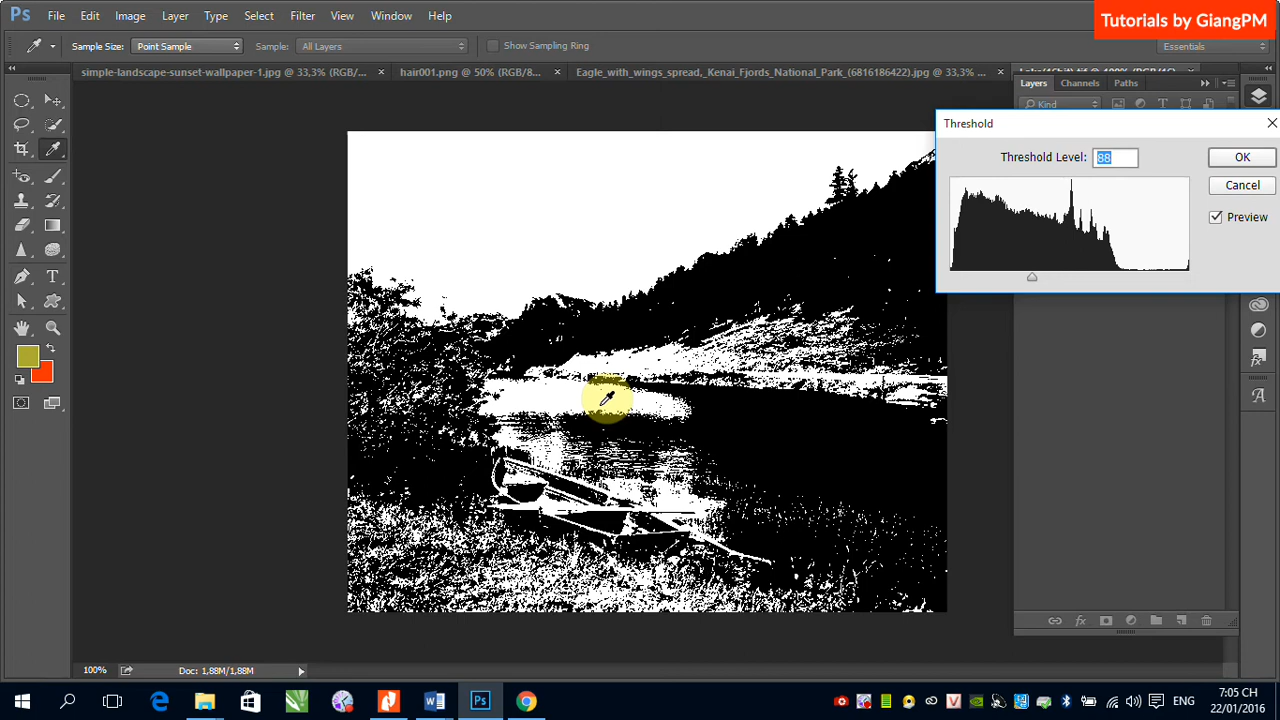 Ps File Edit Image Layer Type Select Filter View Window Help
Tutorials by GiangPM
Sample Size: Point Sample Sample: All Layers Show Sampling Ring Essentials
simple-landscape-sunset-wallpaper-1.jpg @ 33,3% (RGB/... × hair001.png @ 50% (RGB/8... × Eagle_with_wings_spread,_Kenai_Fjords_National_Park_(6816186422).jpg @ 33,3% ... ×
Layers Channels Paths
Kind
Threshold
Threshold Level: 88
OK
Cancel
Preview
100% Doc: 1,88M/1,88M
ENG
7:05 CH
22/01/2016